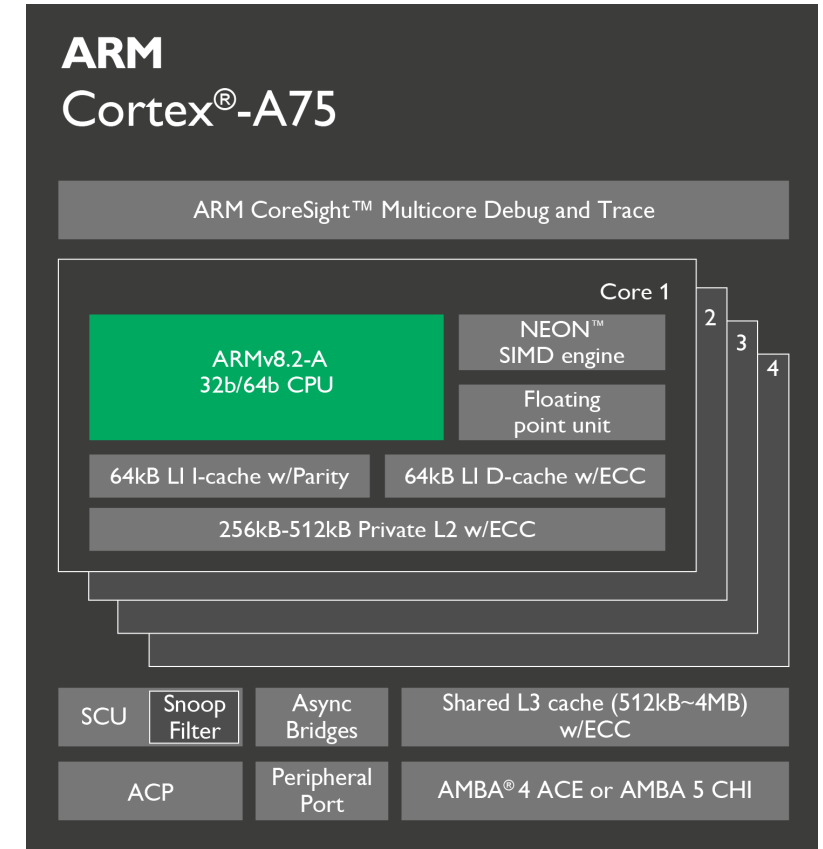 ARM
Cortex®-A75
ARM CoreSight™ Multicore Debug and Trace
Core 1
2
3
4
ARMv8.2-A
32b/64b CPU
NEON™
SIMD engine
Floating
point unit
64kB LI I-cache w/Parity
64kB LI D-cache w/ECC
256kB-512kB Private L2 w/ECC
SCU
Snoop
Filter
Async
Bridges
Shared L3 cache (512kB~4MB)
w/ECC
ACP
Peripheral
Port
AMBA® 4 ACE or AMBA 5 CHI